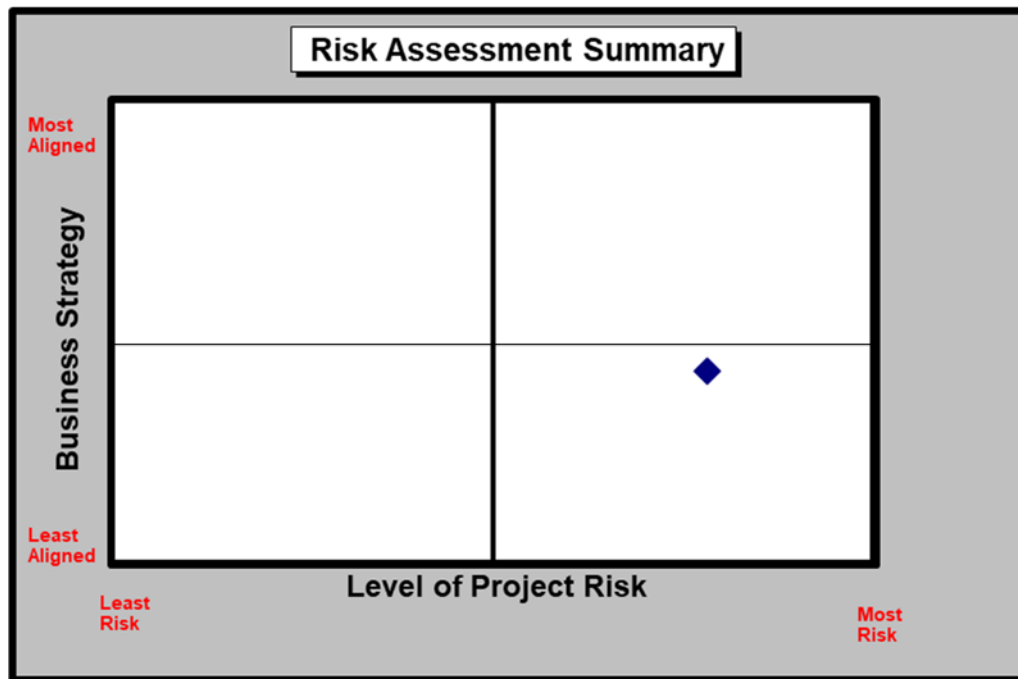 Risk Assessment Summary
Most
Aligned
Business Strategy
Least
Aligned
Level of Project Risk
Least
Risk
Most
Risk